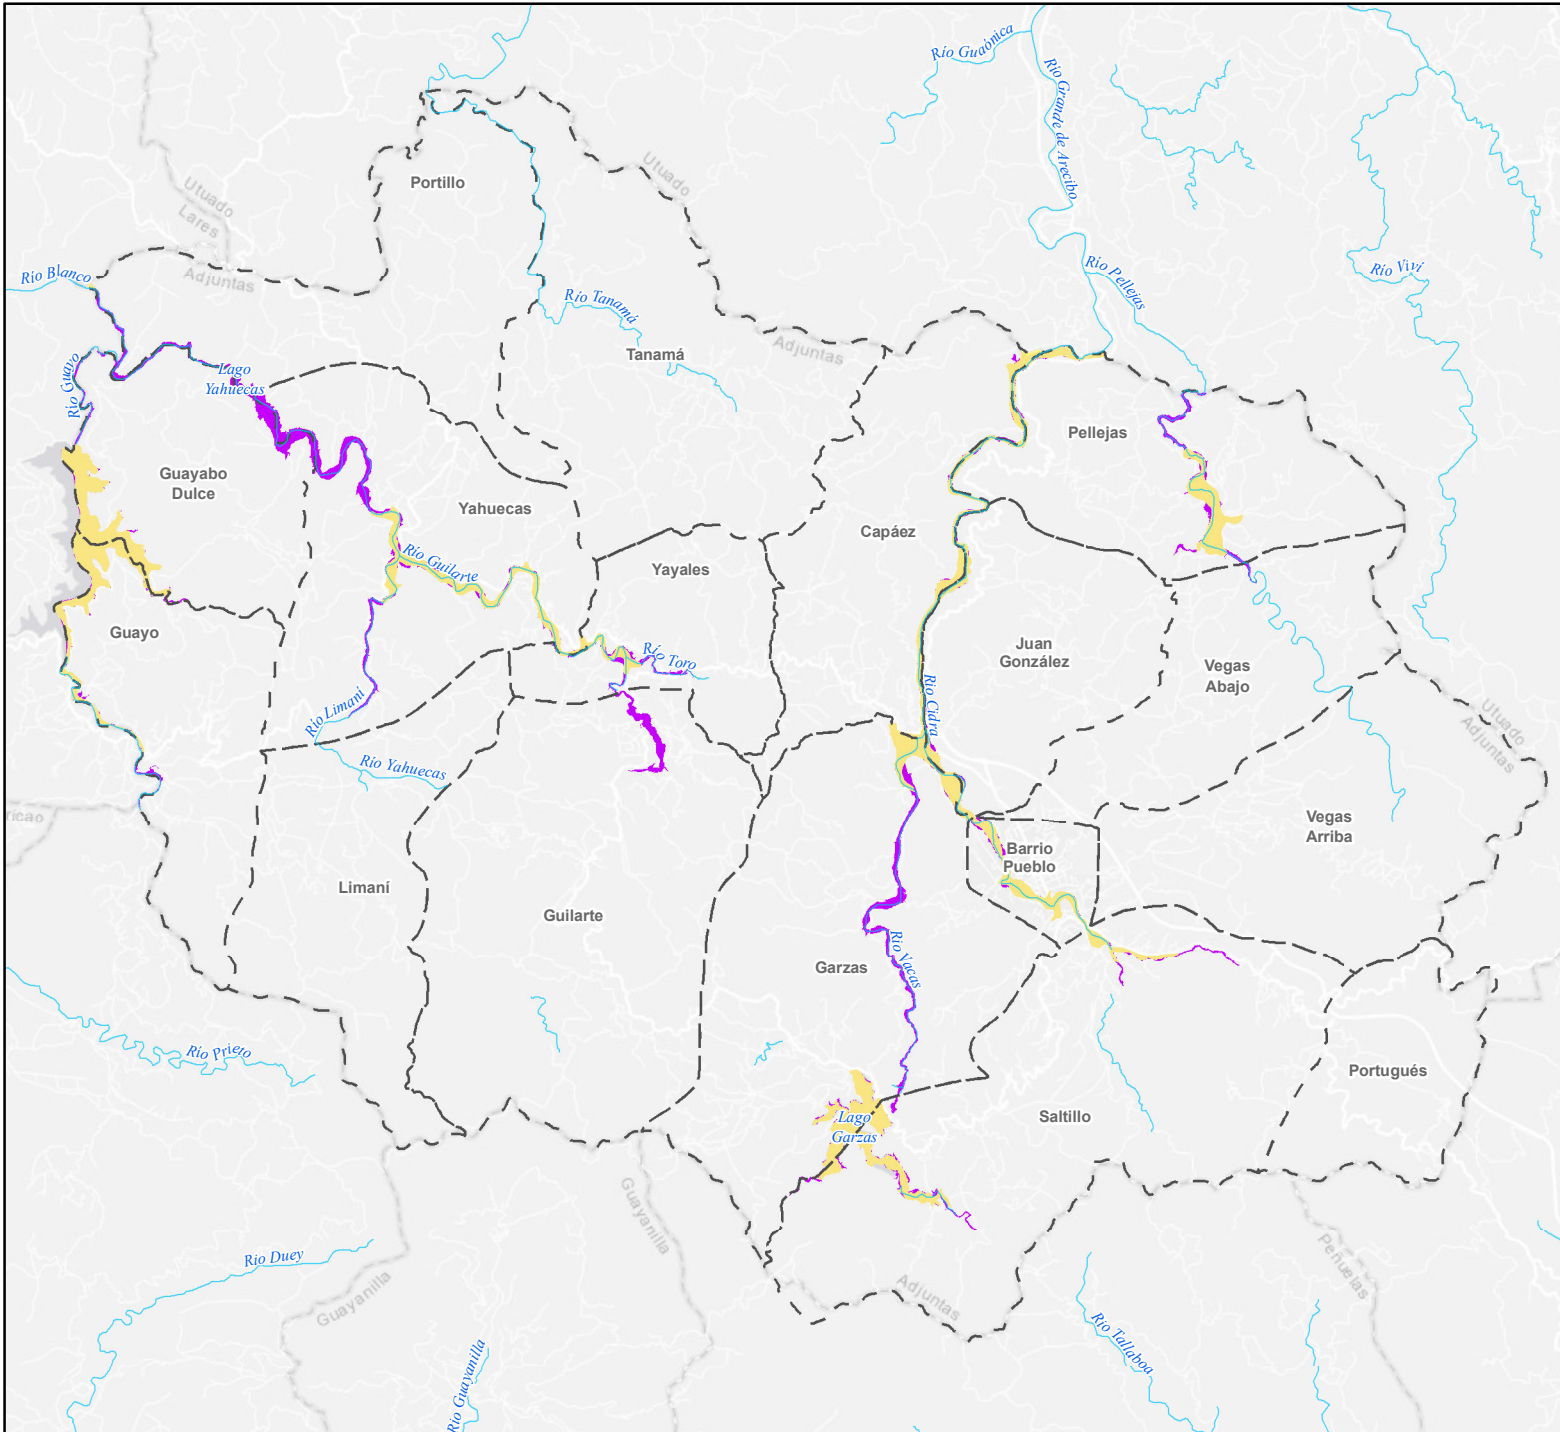 Río Guaónica
Río Grande de Arecibo
Utuado
Portillo
Utuado
Lares
Adjuntas
Río Blanco
Río Pellejas
Río Viví
Río Tanamá
Tanamá
Adjuntas
Río Guayo
Lago
Yahuecas
Pellejas
Guayabo
Dulce
Yahuecas
Capáez
Río Guilarte
Yayales
Guayo
Juan
González
Río Toro
Vegas
Abajo
Río Limaní
Río Cidra
Utuado
Adjuntas
Río Yahuecas
ricao
Vegas
Arriba
Barrio
Pueblo
Limaní
Guilarte
Garzas
Río Vacas
Río Prieto
Portugués
Lago
Garzas
Saltillo
Guayanilla
Río Duey
Peñuelas
Guayanilla
Adjuntas
Río Tallaboa
Río Guayanilla